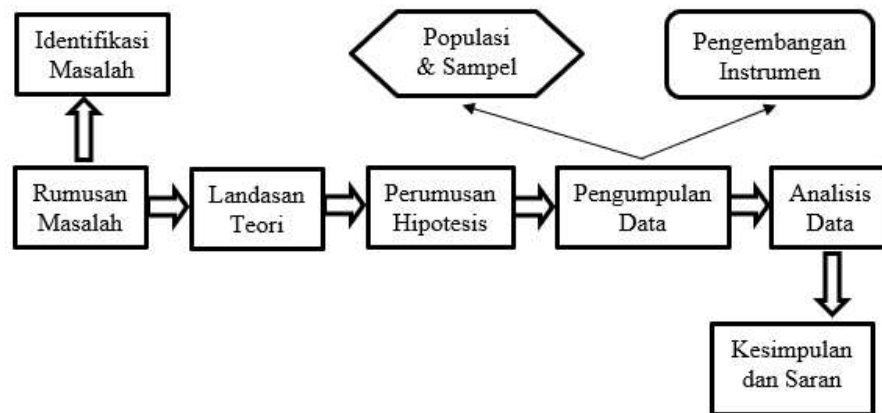 Identifikasi
Masalah
Populasi
& Sampel
Pengembangan
Instrumen
Rumusan
Masalah
Landasan
Teori
Perumusan
Hipotesis
Pengumpulan
Data
Analisis
Data
Kesimpulan
dan Saran